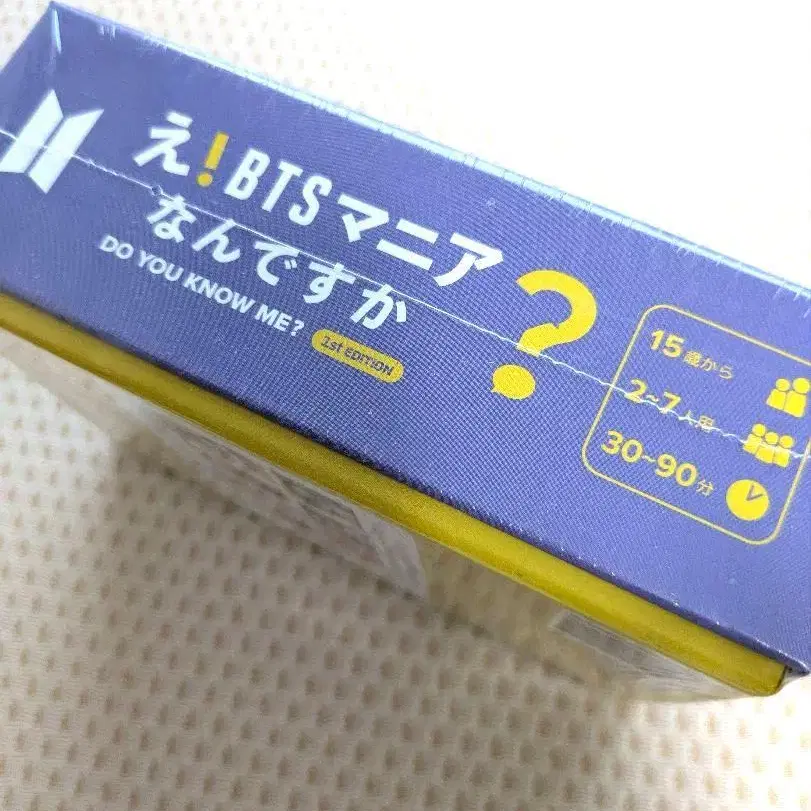 え!BTSマニア
なんですか?
DO YOU KNOW ME?
1st EDITION
15歳から
2~7人用
30~90分